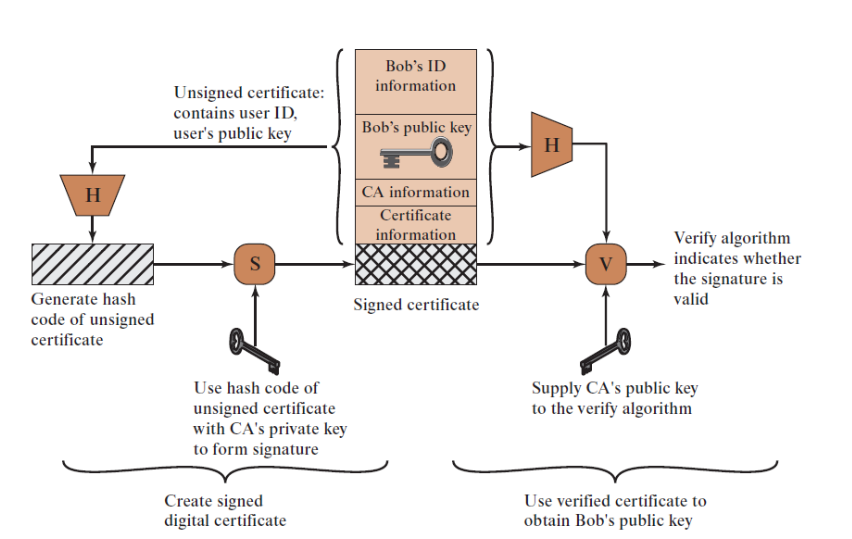 Bob's ID
information
Unsigned certificate:
contains user ID,
user's public key
Bob's public key
H
H
CA information
Certificate
information
S
V
Verify algorithm
indicates whether
the signature is
valid
Generate hash
code of unsigned
certificate
Signed certificate
Use hash code of
unsigned certificate
with CA's private key
to form signature
Supply CA's public key
to the verify algorithm
Create signed
digital certificate
Use verified certificate to
obtain Bob's public key